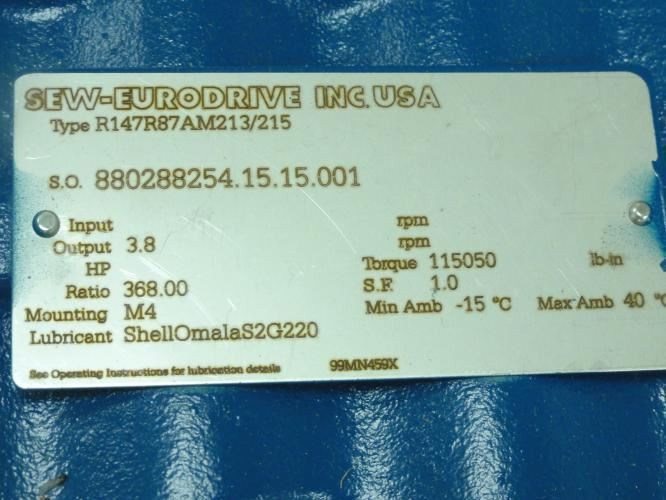 SEW-EURODRIVE INC. USA
Type R147R87AM213/215
S.O. 880288254.15.15.001
Input rpm
Output 3.8 rpm
HP Torque 115050 lb-in
Ratio 368.00 S.F. 1.0
Mounting M4 Min Amb -15 °C Max Amb 40 °C
Lubricant ShellOmalaS2G220
See Operating Instructions for lubrication details 99MN459X